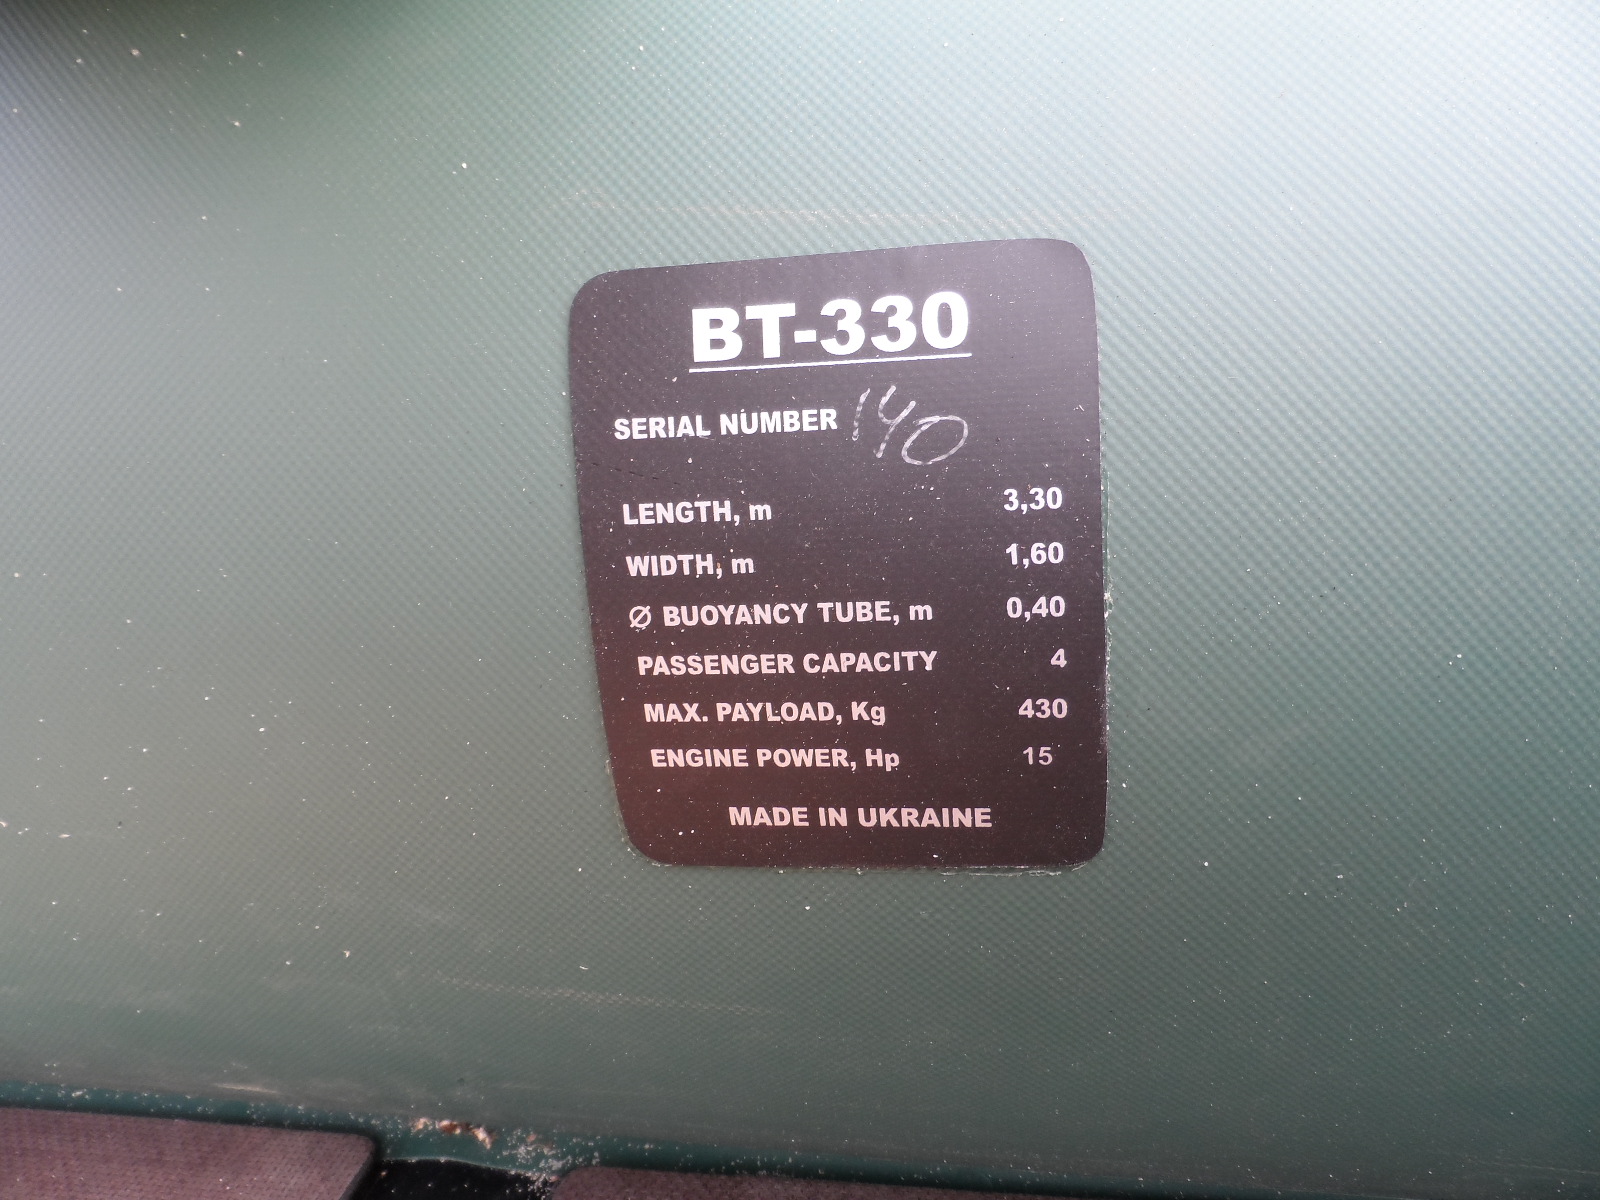 BT-330
SERIAL NUMBER 140
LENGTH, m 3,30
WIDTH, m 1,60
Ø BUOYANCY TUBE, m 0,40
PASSENGER CAPACITY 4
MAX. PAYLOAD, Kg 430
ENGINE POWER, Hp 15
MADE IN UKRAINE